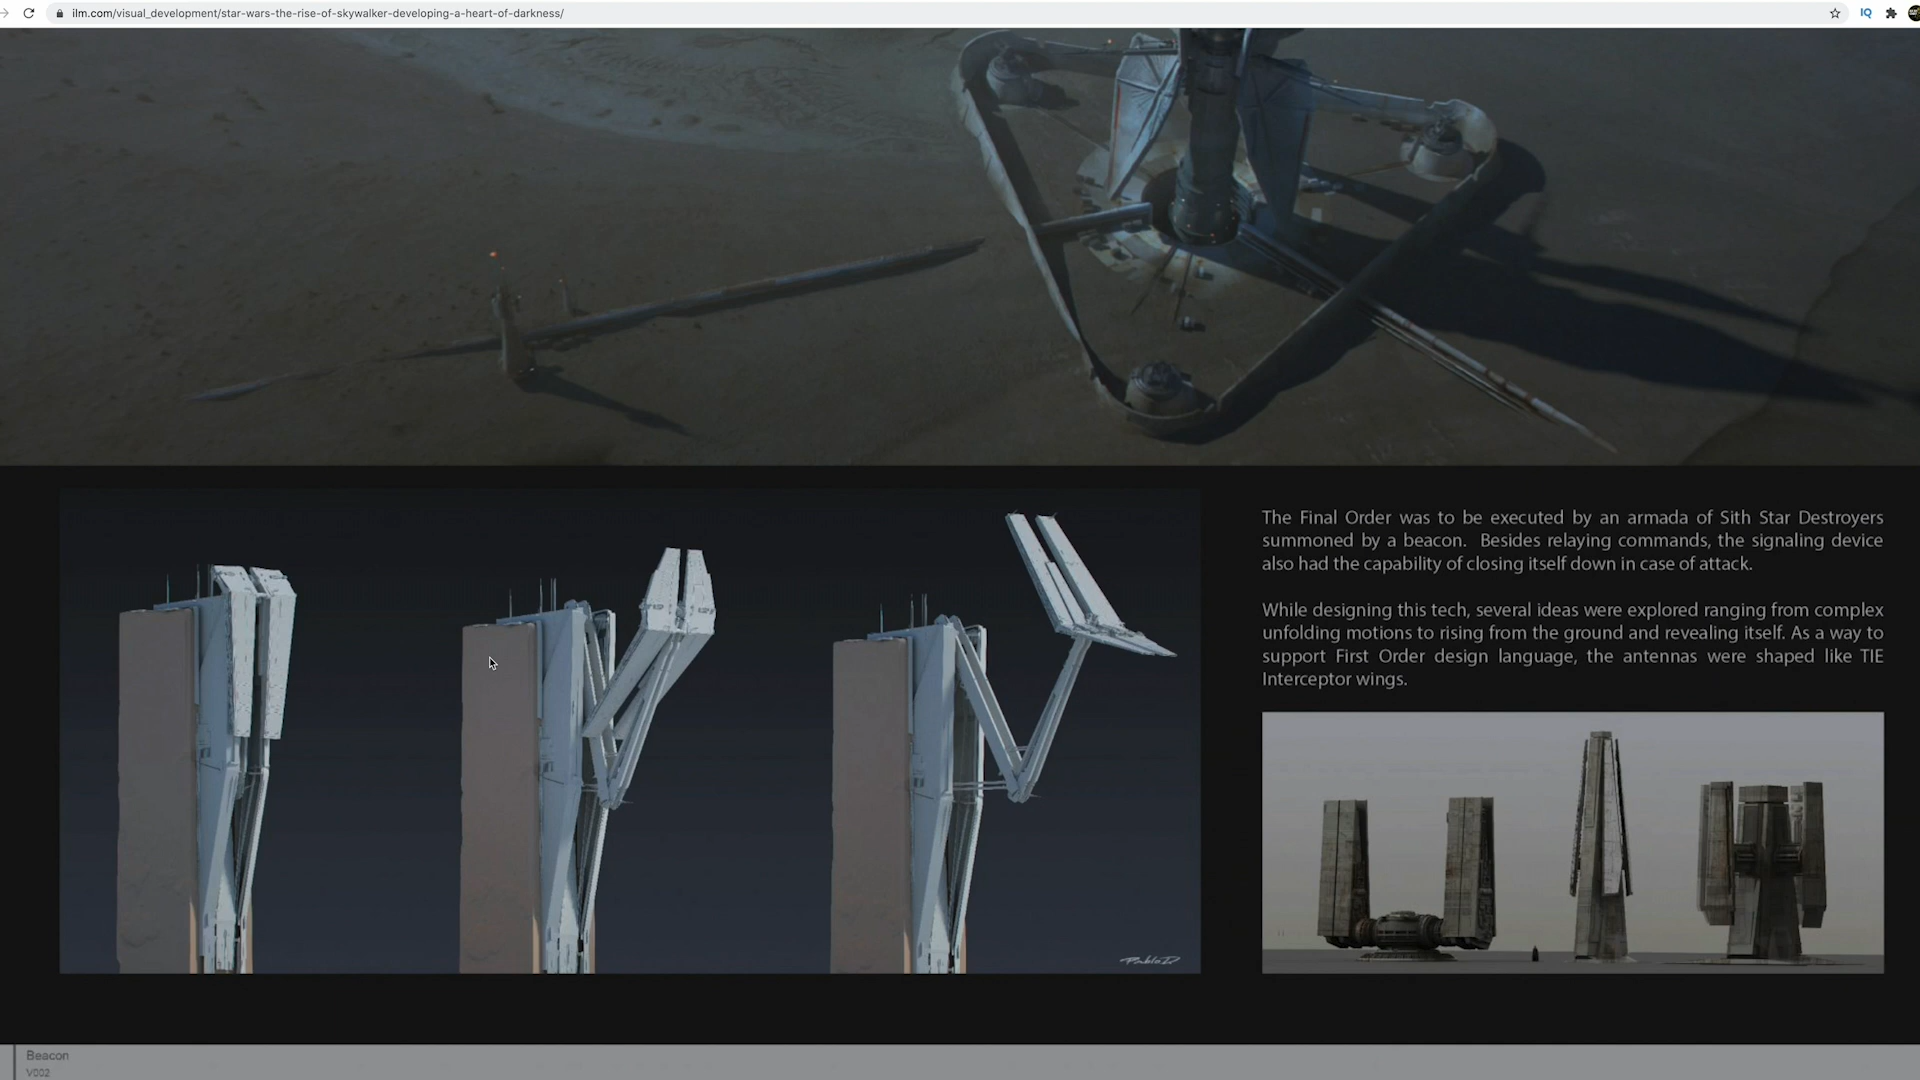 ilm.com/visual_development/star-wars-the-rise-of-skywalker-developing-a-heart-of-darkness/
IQ
The Final Order was to be executed by an armada of Sith Star Destroyers
summoned by a beacon. Besides relaying commands, the signaling device
also had the capability of closing itself down in case of attack.
While designing this tech, several ideas were explored ranging from complex
unfolding motions to rising from the ground and revealing itself. As a way to
support First Order design language, the antennas were shaped like TIE
Interceptor wings.
Beacon
V002